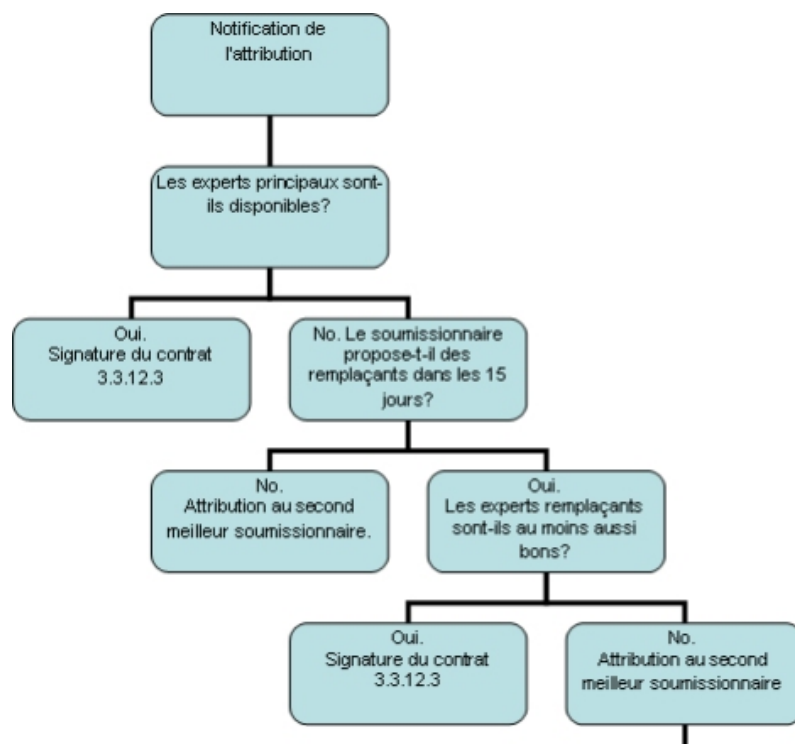 Notification de
l'attribution
Les experts principaux sont-
ils disponibles?
Oui.
Signature du contrat
3.3.12.3
No. Le soumissionnaire
propose-t-il des
remplaçants dans les 15
jours?
No.
Attribution au second
meilleur soumissionnaire.
Oui.
Les experts remplaçants
sont-ils au moins aussi
bons?
Oui.
Signature du contrat
3.3.12.3
No.
Attribution au second
meilleur soumissionnaire